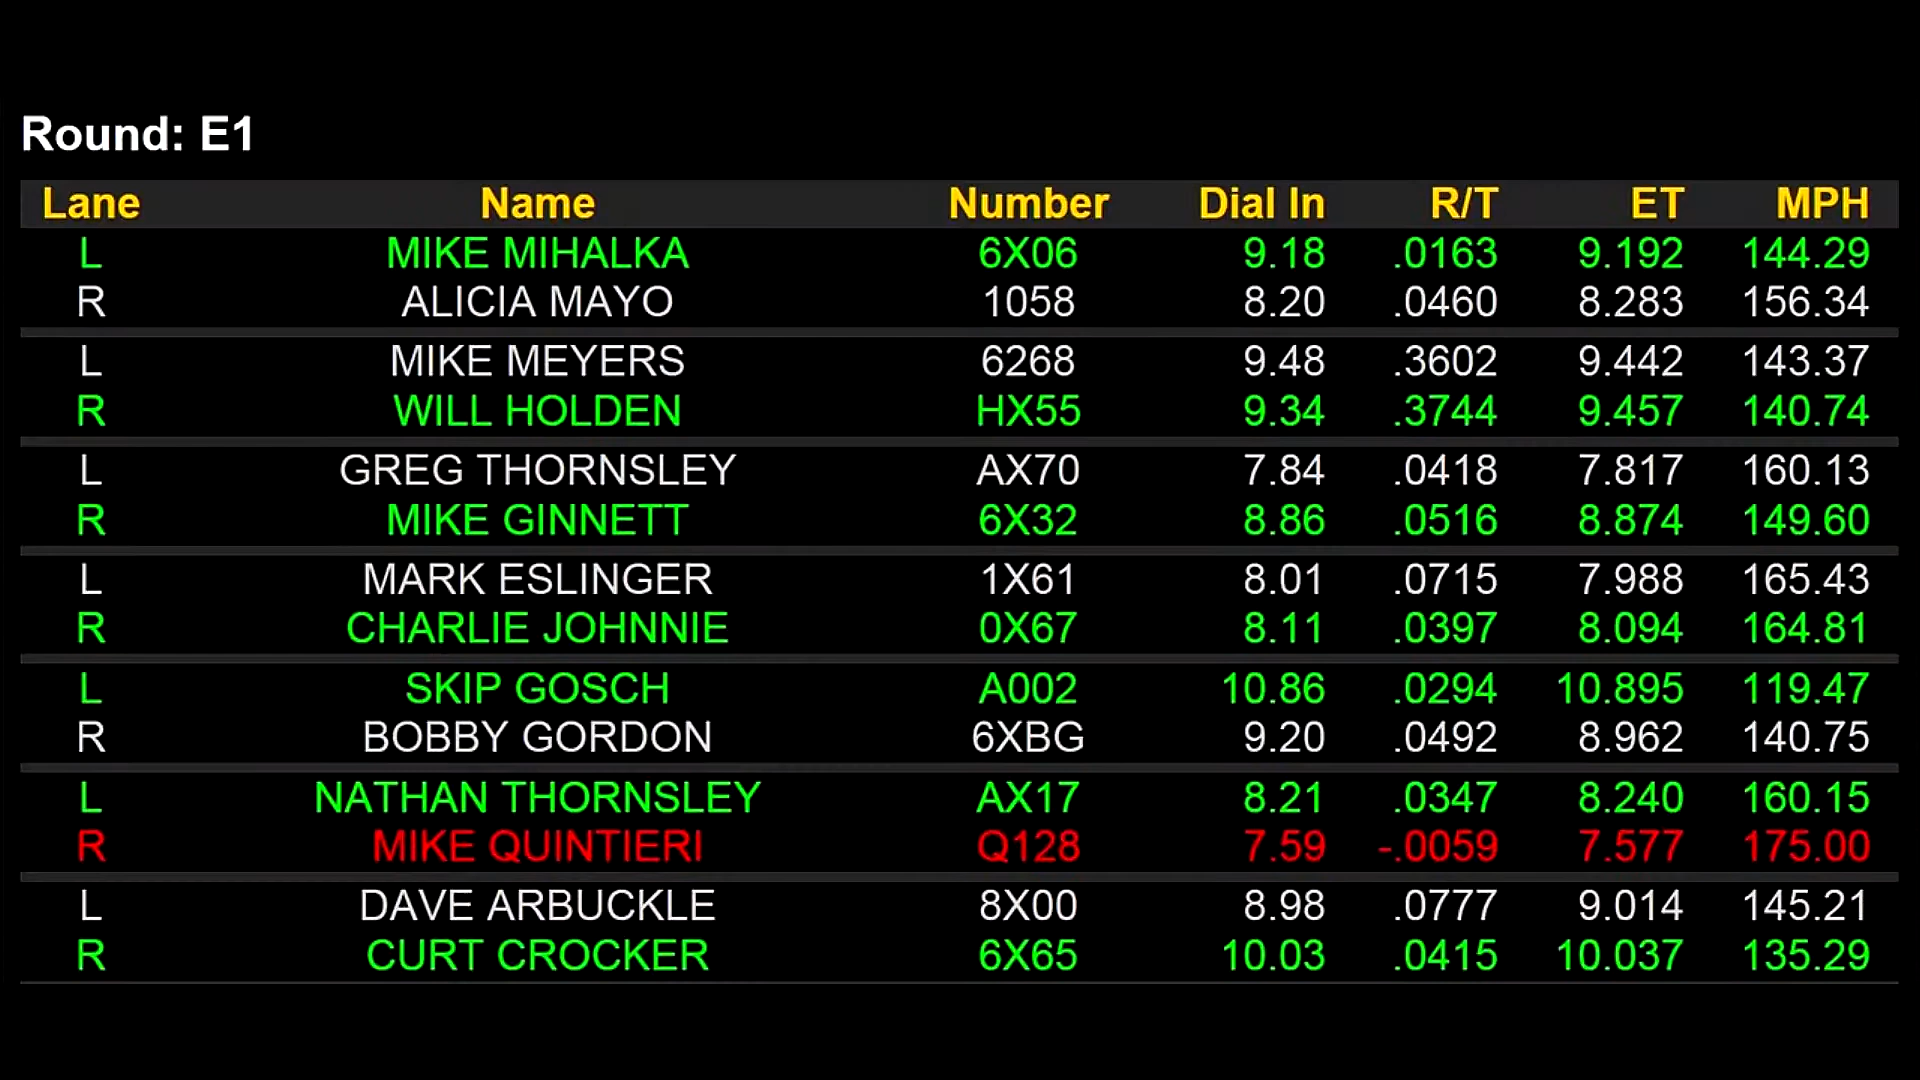 Round: E1
Lane Name Number Dial In R/T ET MPH
L MIKE MIHALKA 6X06 9.18 .0163 9.192 144.29
R ALICIA MAYO 1058 8.20 .0460 8.283 156.34
L MIKE MEYERS 6268 9.48 .3602 9.442 143.37
R WILL HOLDEN HX55 9.34 .3744 9.457 140.74
L GREG THORNSLEY AX70 7.84 .0418 7.817 160.13
R MIKE GINNETT 6X32 8.86 .0516 8.874 149.60
L MARK ESLINGER 1X61 8.01 .0715 7.988 165.43
R CHARLIE JOHNNIE 0X67 8.11 .0397 8.094 164.81
L SKIP GOSCH A002 10.86 .0294 10.895 119.47
R BOBBY GORDON 6XBG 9.20 .0492 8.962 140.75
L NATHAN THORNSLEY AX17 8.21 .0347 8.240 160.15
R MIKE QUINTIERI Q128 7.59 -.0059 7.577 175.00
L DAVE ARBUCKLE 8X00 8.98 .0777 9.014 145.21
R CURT CROCKER 6X65 10.03 .0415 10.037 135.29